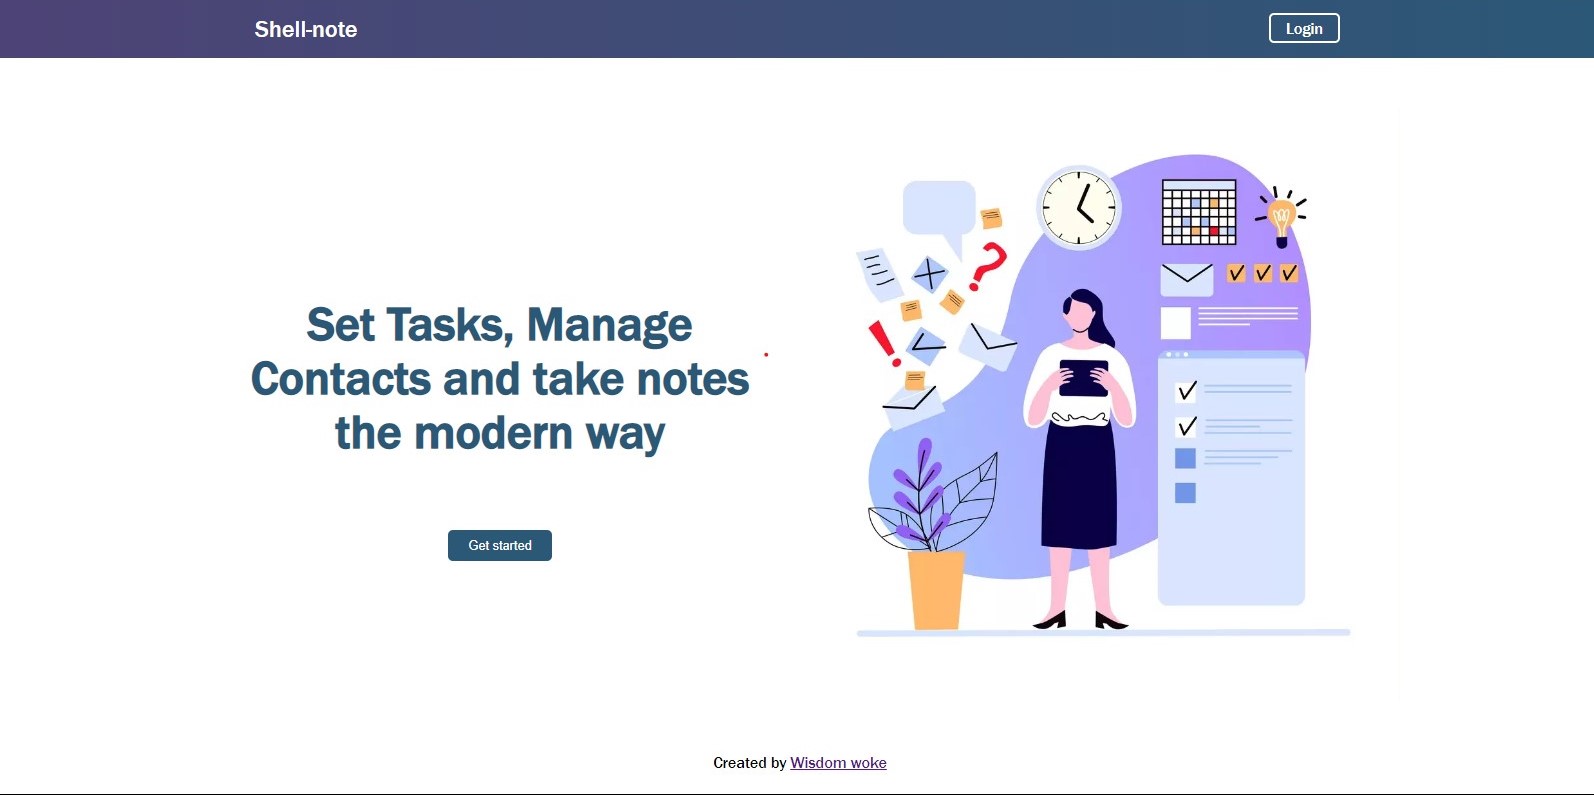 Shell-note
Login
Set Tasks, Manage
Contacts and take notes
the modern way
Get started
Created by Wisdom woke